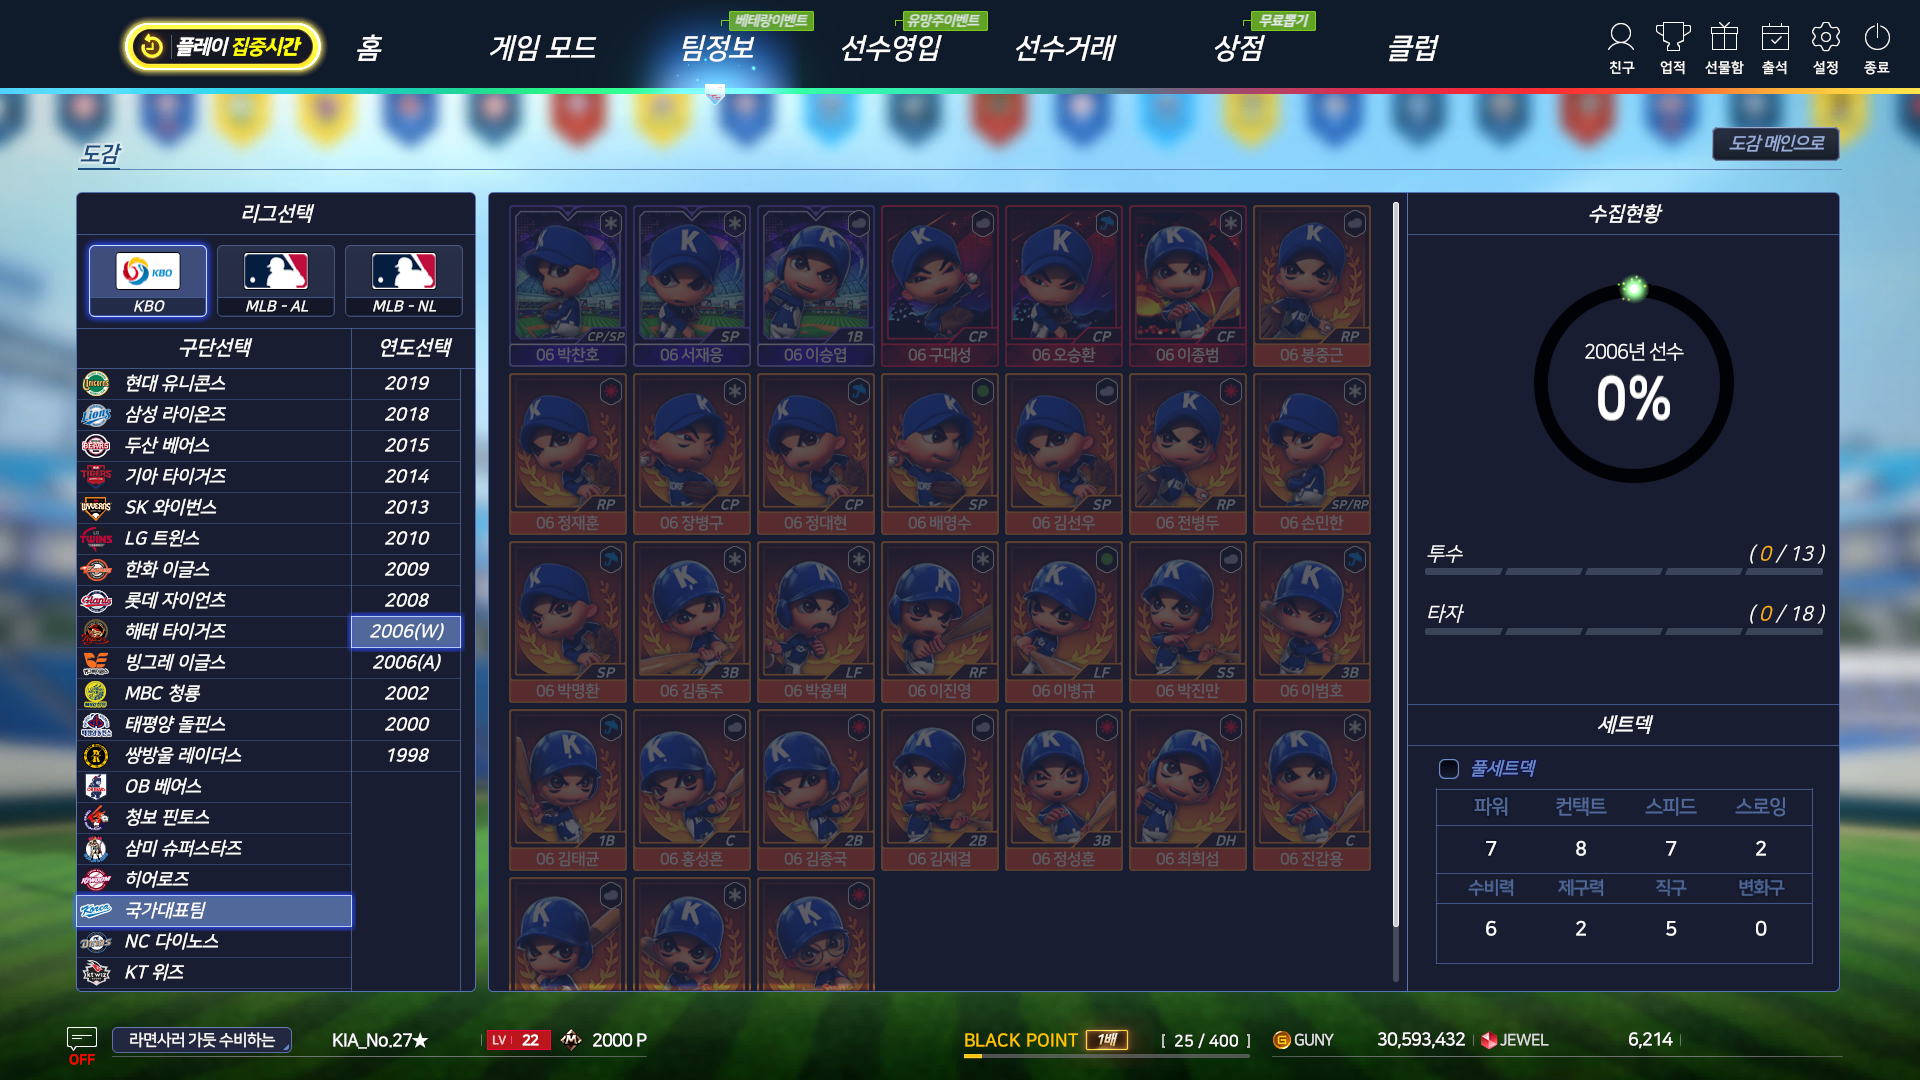 베테랑이벤트
유망주이벤트
무료뽑기
플레이 집중시간
홈
게임 모드
팀정보
선수영입
선수거래
상점
클럽
친구
업적
선물함
출석
설정
종료
도감
도감 메인으로
리그선택
KBO
KBO
MLB - AL
MLB - NL
구단선택
연도선택
현대 유니콘스
삼성 라이온즈
두산 베어스
기아 타이거즈
SK 와이번스
LG 트윈스
한화 이글스
롯데 자이언츠
해태 타이거즈
빙그레 이글스
MBC 청룡
태평양 돌핀스
쌍방울 레이더스
OB 베어스
청보 핀토스
삼미 슈퍼스타즈
히어로즈
국가대표팀
NC 다이노스
KT 위즈
2019
2018
2015
2014
2013
2010
2009
2008
2006(W)
2006(A)
2002
2000
1998
CP/SP
06 박찬호
SP
06 서재응
1B
06 이승엽
CP
06 구대성
CP
06 오승환
CF
06 이종범
RP
06 봉중근
RP
06 정재훈
CP
06 장병구
CP
06 정대현
SP
06 배영수
SP
06 김선우
RP
06 전병두
SP/RP
06 손민한
SP
06 박명환
3B
06 김동주
LF
06 박용택
RF
06 이진영
LF
06 이병규
SS
06 박진만
3B
06 이범호
1B
06 김태균
C
06 홍성흔
2B
06 김종국
2B
06 김재걸
3B
06 정성훈
DH
06 최희섭
C
06 진갑용
수집현황
2006년 선수
0%
투수
( 0 / 13 )
타자
( 0 / 18 )
세트덱
풀세트덱
파워 컨택트 스피드 스로잉
7 8 7 2
수비력 제구력 직구 변화구
6 2 5 0
OFF
라면사러 가듯 수비하는
KIA_No.27★
LV 22
2000 P
BLACK POINT
1배
[ 25 / 400 ]
GUNY
30,593,432
JEWEL
6,214